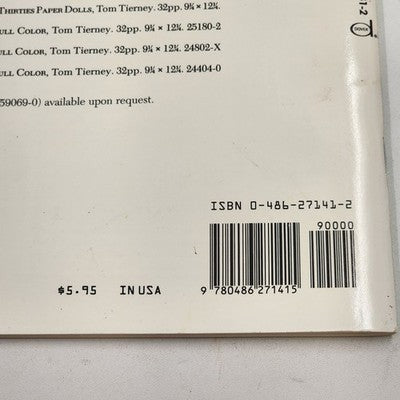 THIRTIES PAPER DOLLS, Tom Tierney. 32pp. 9¼ × 12¼.
ULL COLOR, Tom Tierney. 32pp. 9¼ × 12¼. 25180-2
ULL COLOR, Tom Tierney. 32pp. 9¼ × 12¼. 24802-X
ULL COLOR, Tom Tierney. 32pp. 9¼ × 12¼. 24404-0
59069-0) available upon request.
1-2
DOVER
ISBN 0-486-27141-2
90000
$5.95 IN USA
9 780486 271415